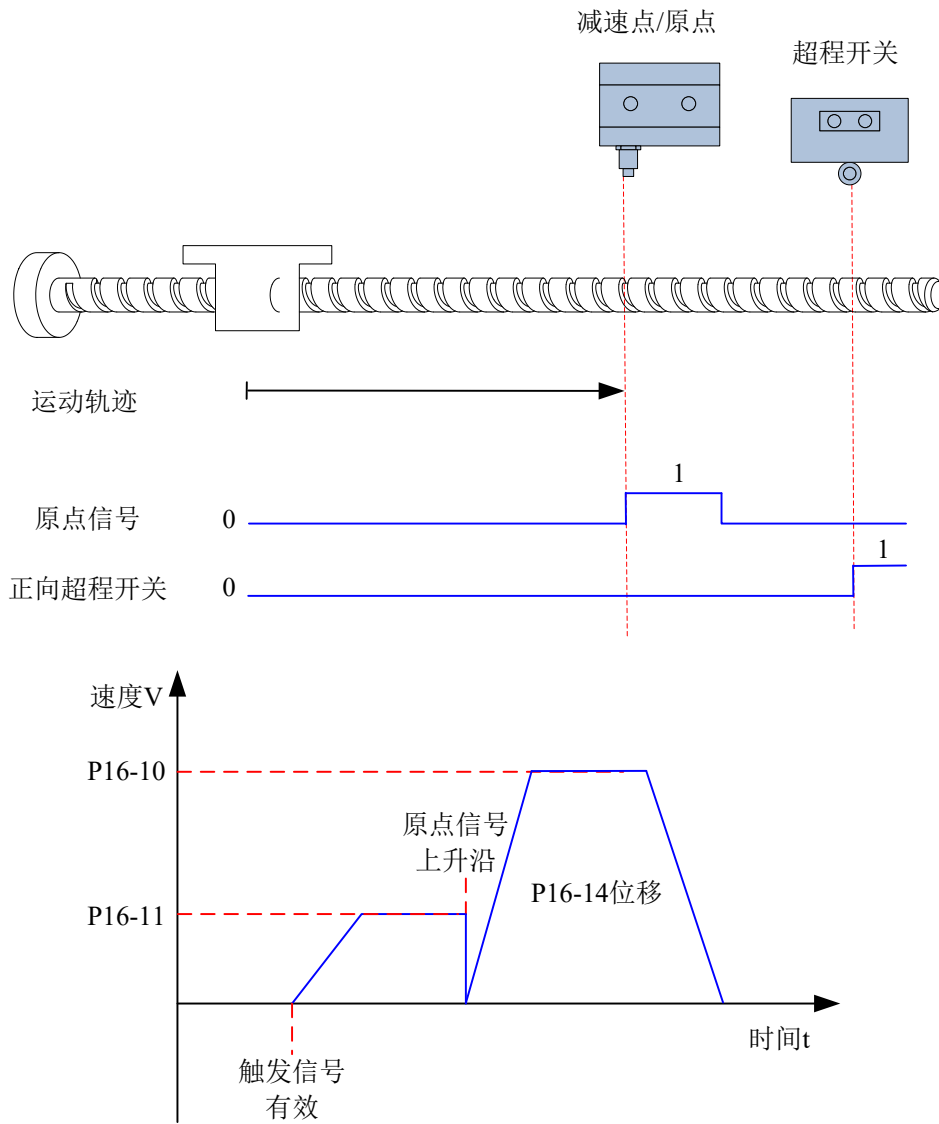 减速点/原点
超程开关
运动轨迹
1
原点信号
0
1
正向超程开关
0
速度V
P16-10
原点信号
上升沿
P16-14位移
P16-11
时间t
触发信号
有效